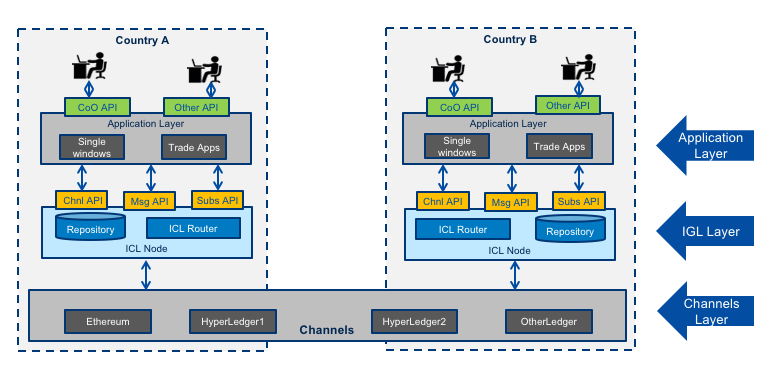 Country A
Country B
CoO API
Other API
CoO API
Other API
Application Layer
Application Layer
Single
windows
Trade Apps
Single
windows
Trade Apps
Application
Layer
Chnl API
Msg API
Subs API
Chnl API
Msg API
Subs API
Repository
ICL Router
ICL Node
ICL Router
Repository
ICL Node
IGL Layer
Ethereum
HyperLedger1
Channels
HyperLedger2
OtherLedger
Channels
Layer